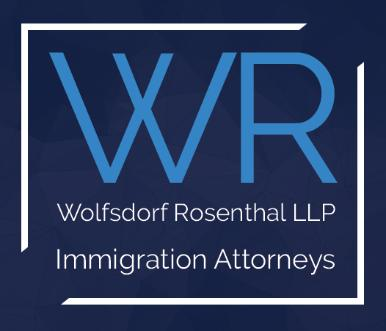 WR
Wolfsdorf Rosenthal LLP
Immigration Attorneys